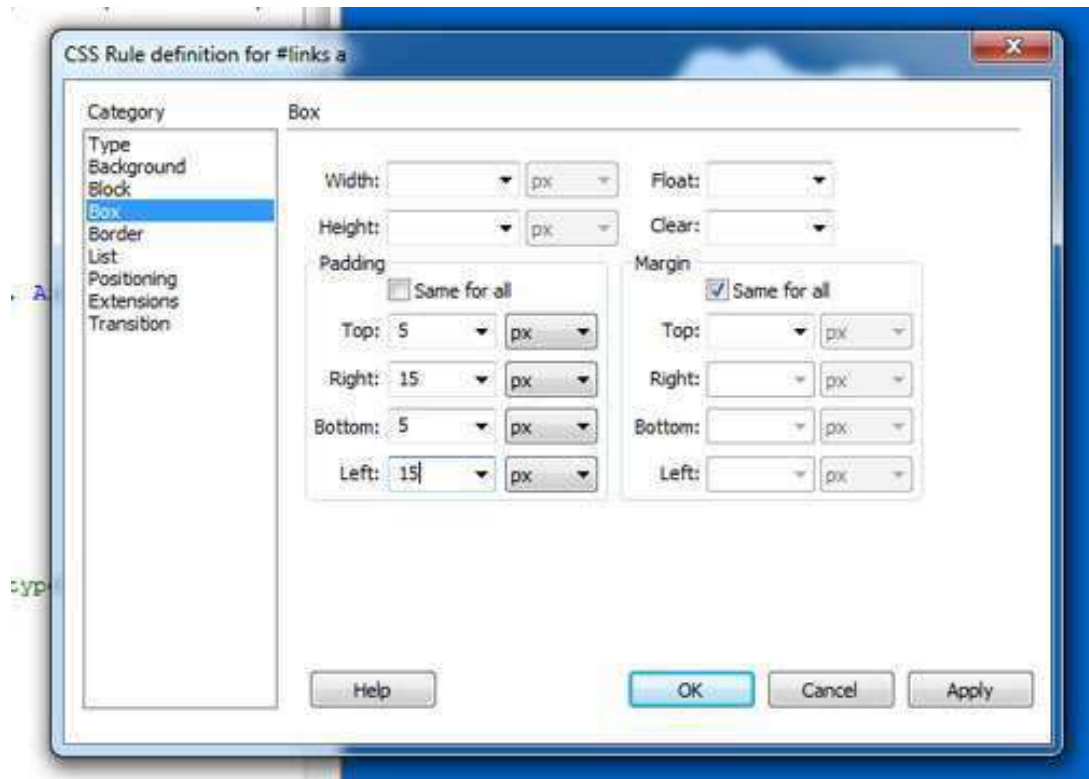 CSS Rule definition for #links a
Category
Type
Background
Block
Box
Border
List
Positioning
Extensions
Transition
Box
Width: px Float:
Height: px Clear:
Padding
Same for all
Top: 5 px
Right: 15 px
Bottom: 5 px
Left: 15 px
Margin
Same for all
Top: px
Right: px
Bottom: px
Left: px
Help OK Cancel Apply